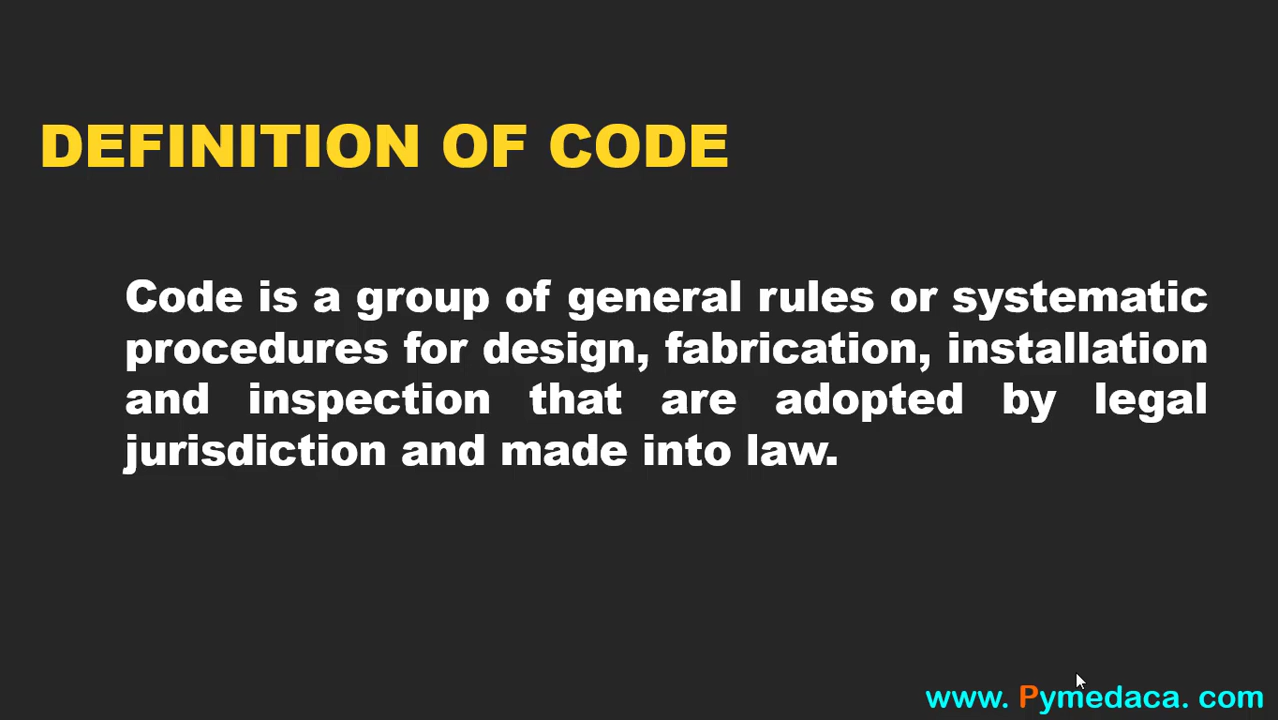 DEFINITION OF CODE
Code is a group of general rules or systematic
procedures for design, fabrication, installation
and inspection that are adopted by legal
jurisdiction and made into law.
www. Pymedaca. com